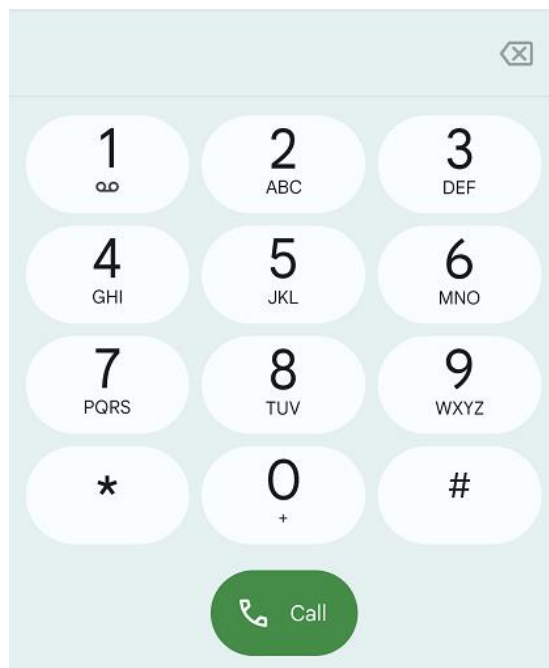 1 2 3
ABC DEF
4 5 6
GHI JKL MNO
7 8 9
PQRS TUV WXYZ
* 0 #
+
Call